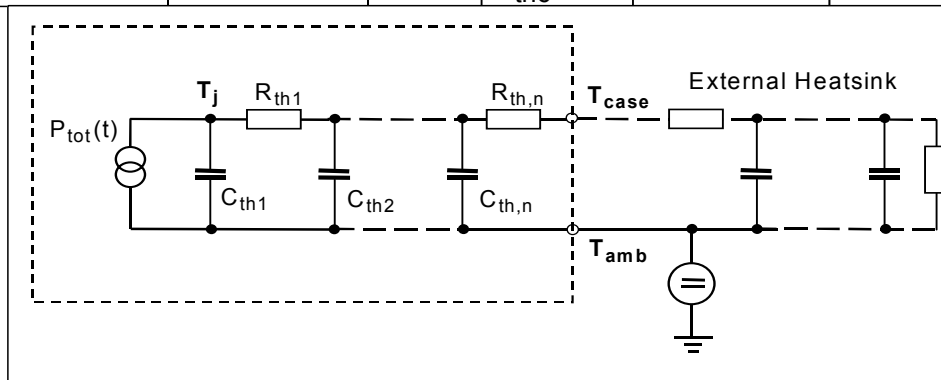 T_j
R_th1
R_th,n
T_case
External Heatsink
P_tot(t)
C_th1
C_th2
C_th,n
T_amb